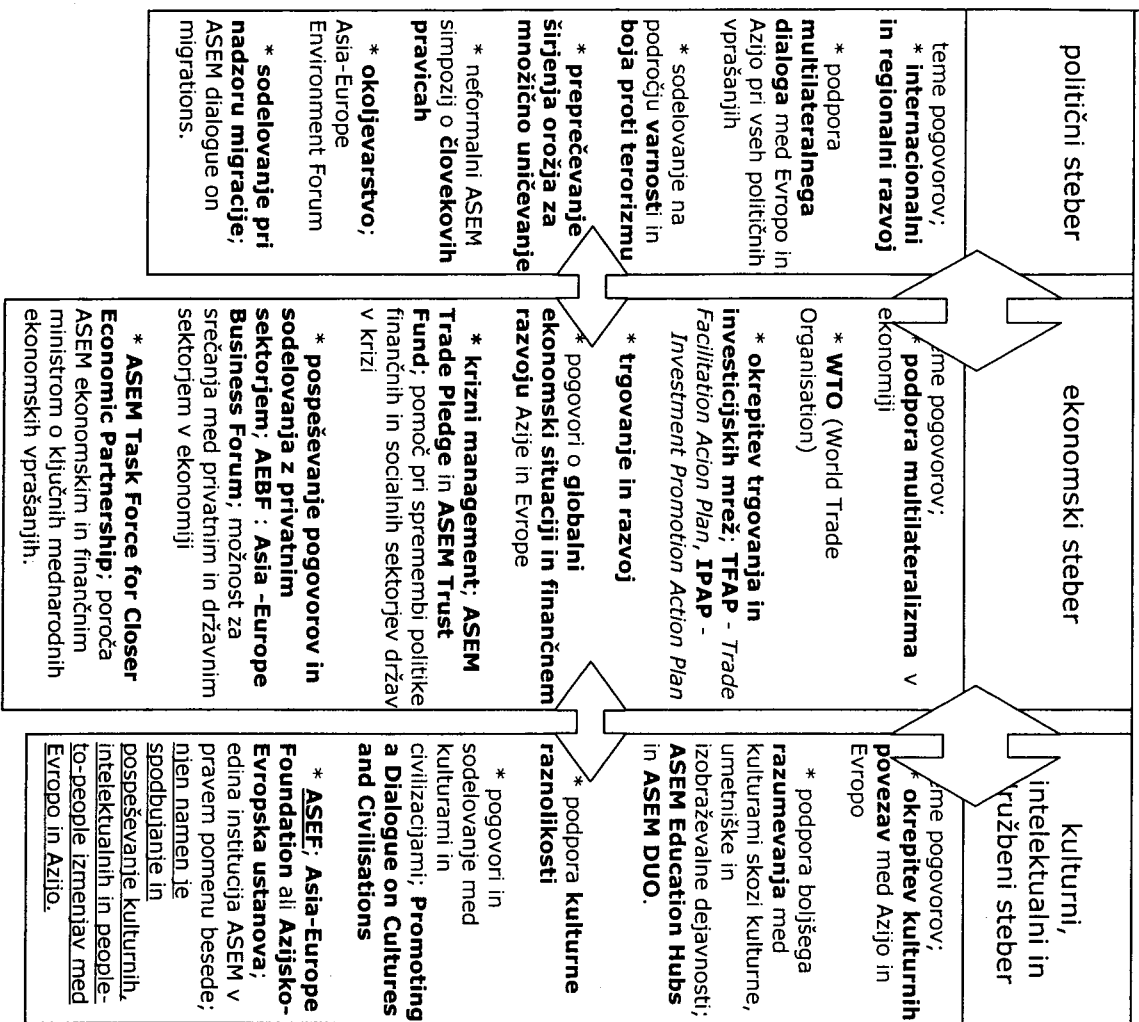 politični steber
teme pogovorov;
* internacionalni
in regionalni razvoj
* podpora
multilateralnega
dialoga med Evropo in
Azijo pri vseh političnih
vprašanjih
* sodelovanje na
področju varnosti in
boja proti terorizmu
* preprečevanje
širjenja orožja za
množično uničevanje
* neformalni ASEM
simpozij o človekovih
pravicah
* okoljevarstvo;
Asia-Europe
Environment Forum
* sodelovanje pri
nadzoru migracije;
ASEM dialogue on
migrations.
ekonomski steber
me pogovorov;
* podpora multilateralizma v
ekonomiji
* WTO (World Trade
Organisation)
* okrepitev trgovanja in
investicijskih mrež; TFAP - Trade
Facilitation Acion Plan, IPAP -
Investment Promotion Action Plan
* trgovanje in razvoj
* pogovori o globalni
ekonomski situaciji in finančnem
razvoju Azije in Evrope
* krizni management; ASEM
Trade Pledge in ASEM Trust
Fund; pomoč pri spremembi politike
finančnih in socialnih sektorjev držav
v krizi
* pospeševanje pogovorov in
sodelovanja z privatnim
sektorjem; AEBF : Asia -Europe
Business Forum; možnost za
srečanja med privatnim in državnim
sektorjem v ekonomiji
* ASEM Task Force for Closer
Economic Partnership; poroča
ASEM ekonomskim in finančnim
ministrom o ključnih mednarodnih
ekonomskih vprašanjih.
kulturni,
intelektualni in
ružbeni steber
me pogovorov;
* okrepitev kulturnih
povezav med Azijo in
Evropo
* podpora boljšega
razumevanja med
kulturami skozi kulturne,
umetniške in
izobraževalne dejavnosti;
ASEM Education Hubs
in ASEM DUO.
* podpora kulturne
raznolikosti
* pogovori in
sodelovanje med
kulturami in
civilizacijami; Promoting
a Dialogue on Cultures
and Civilisations
* ASEF; Asia-Europe
Foundation ali Azijsko-
Evropska ustanova;
edina institucija ASEM v
pravem pomenu besede;
njen namen je
spodbujanje in
pospeševanje kulturnih,
intelektualnih in people-
to-people izmenjav med
Evropo in Azijo.